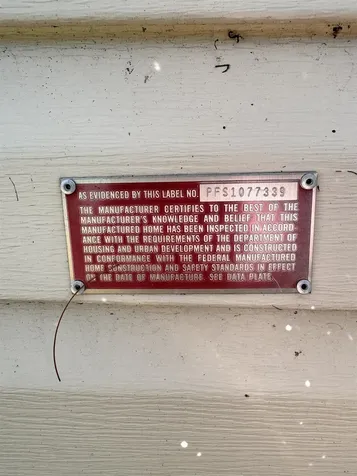 AS EVIDENCED BY THIS LABEL NO. PFS1077339
THE MANUFACTURER CERTIFIES TO THE BEST OF THE
MANUFACTURER'S KNOWLEDGE AND BELIEF THAT THIS
MANUFACTURED HOME HAS BEEN INSPECTED IN ACCORD
ANCE WITH THE REQUIREMENTS OF THE DEPARTMENT OF
HOUSING AND URBAN DEVELOPMENT AND IS CONSTRUCTED
IN CONFORMANCE WITH THE FEDERAL MANUFACTURED
HOME CONSTRUCTION AND SAFETY STANDARDS IN EFFECT
ON THE DATE OF MANUFACTURE. SEE DATA PLATE.